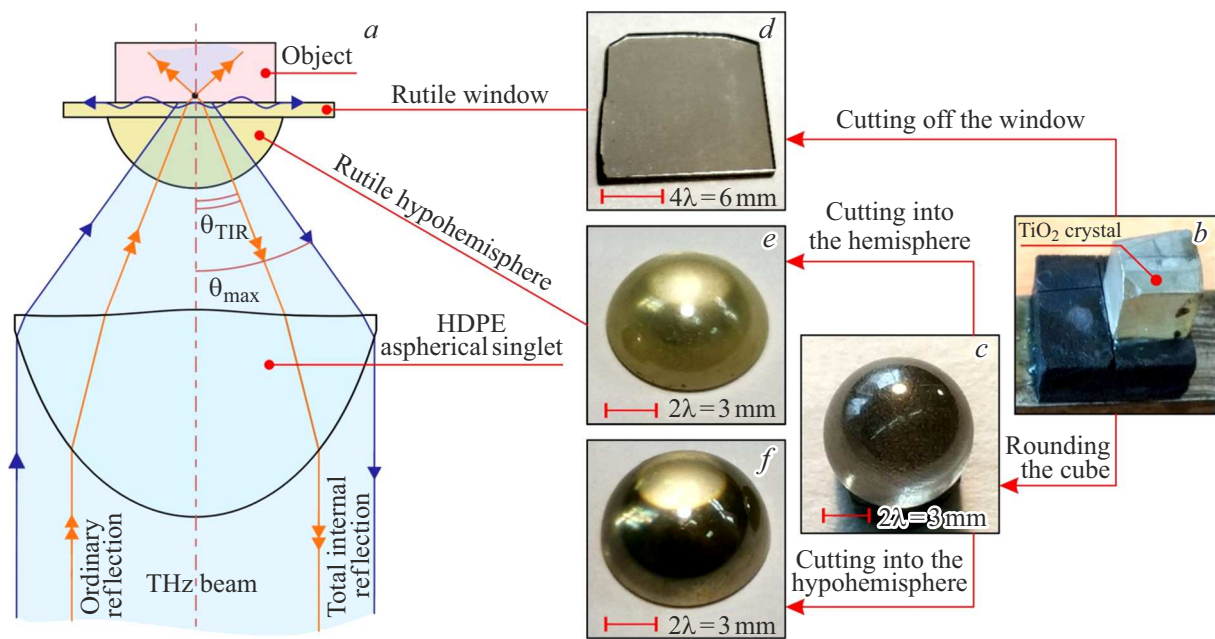 a
Object
Rutile window
Rutile hypohemisphere
θTIR
θmax
HDPE
aspherical singlet
Ordinary
reflection
THz beam
Total internal
reflection
d
4λ = 6 mm
Cutting off the window
e
2λ = 3 mm
Cutting into
the hemisphere
b
TiO2 crystal
c
2λ = 3 mm
Rounding
the cube
f
2λ = 3 mm
Cutting into the
hypohemisphere